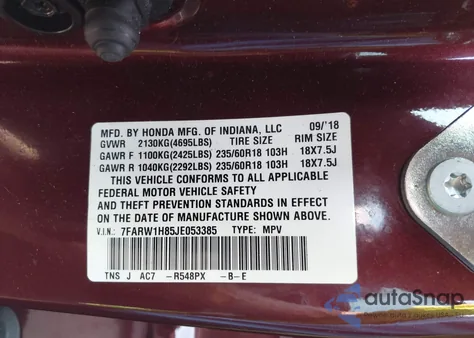 MFD. BY HONDA MFG. OF INDIANA, LLC 09/'18
GVWR 2130KG(4695LBS) TIRE SIZE RIM SIZE
GAWR F 1100KG(2425LBS) 235/60R18 103H 18X7.5J
GAWR R 1040KG(2292LBS) 235/60R18 103H 18X7.5J
THIS VEHICLE CONFORMS TO ALL APPLICABLE
FEDERAL MOTOR VEHICLE SAFETY
AND THEFT PREVENTION STANDARDS IN EFFECT
ON THE DATE OF MANUFACTURE SHOWN ABOVE.
V.I.N.: 7FARW1H85JE053385 TYPE: MPV
TNS J AC7 -R548PX -B-E
autoSnap